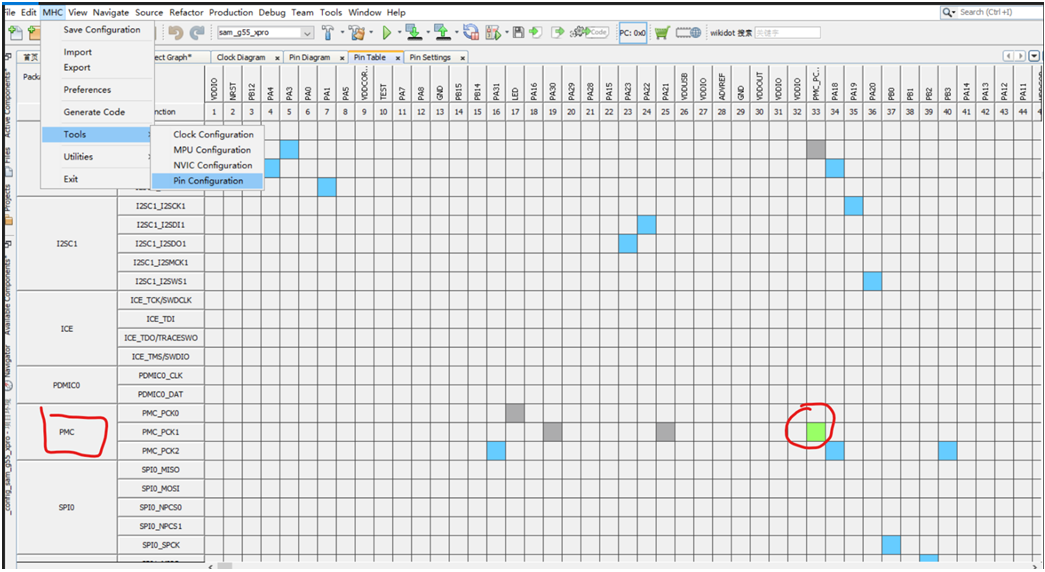 File Edit MHC View Navigate Source Refactor Production Debug Team Tools Window Help
Search (Ctrl+I)
sam_g55_xpro
PC: 0x0
wikidot 搜索
关键字
Save Configuration
Import
Export
Preferences
Generate Code
Tools
Utilities
Exit
Clock Configuration
MPU Configuration
NVIC Configuration
Pin Configuration
首页
ect Graph*
Clock Diagram x
Pin Diagram x
Pin Table x
Pin Settings x
Packa
nction
VDDIO NRST PB12 PA4 PA3 PA0 PA1 PA5 VDDCOR... TEST PA7 PA8 GND PB15 PB14 PA31 LED PA16 PA30 PA29 PA28 PA15 PA23 PA22 PA21 VDDUSB VDDIO ADVREF GND VDDOUT VDDIO VDDIO PMC_PC... PA18 PA19 PA20 PB0 PB1 PB2 PB3 PA14 PA13 PA12 PA11
1 2 3 4 5 6 7 8 9 10 11 12 13 14 15 16 17 18 19 20 21 22 23 24 25 26 27 28 29 30 31 32 33 34 35 36 37 38 39 40 41 42 43 44
I2SC1
I2SC1_I2SCK1
I2SC1_I2SDI1
I2SC1_I2SDO1
I2SC1_I2SMCK1
I2SC1_I2SWS1
ICE
ICE_TCK/SWDCLK
ICE_TDI
ICE_TDO/TRACESWO
ICE_TMS/SWDIO
PDMIC0
PDMIC0_CLK
PDMIC0_DAT
PMC
PMC_PCK0
PMC_PCK1
PMC_PCK2
SPI0
SPI0_MISO
SPI0_MOSI
SPI0_NPCS0
SPI0_NPCS1
SPI0_SPCK
Active Components*
Files
Projects
Available Components*
Navigator
_config_sam_g55_xpro